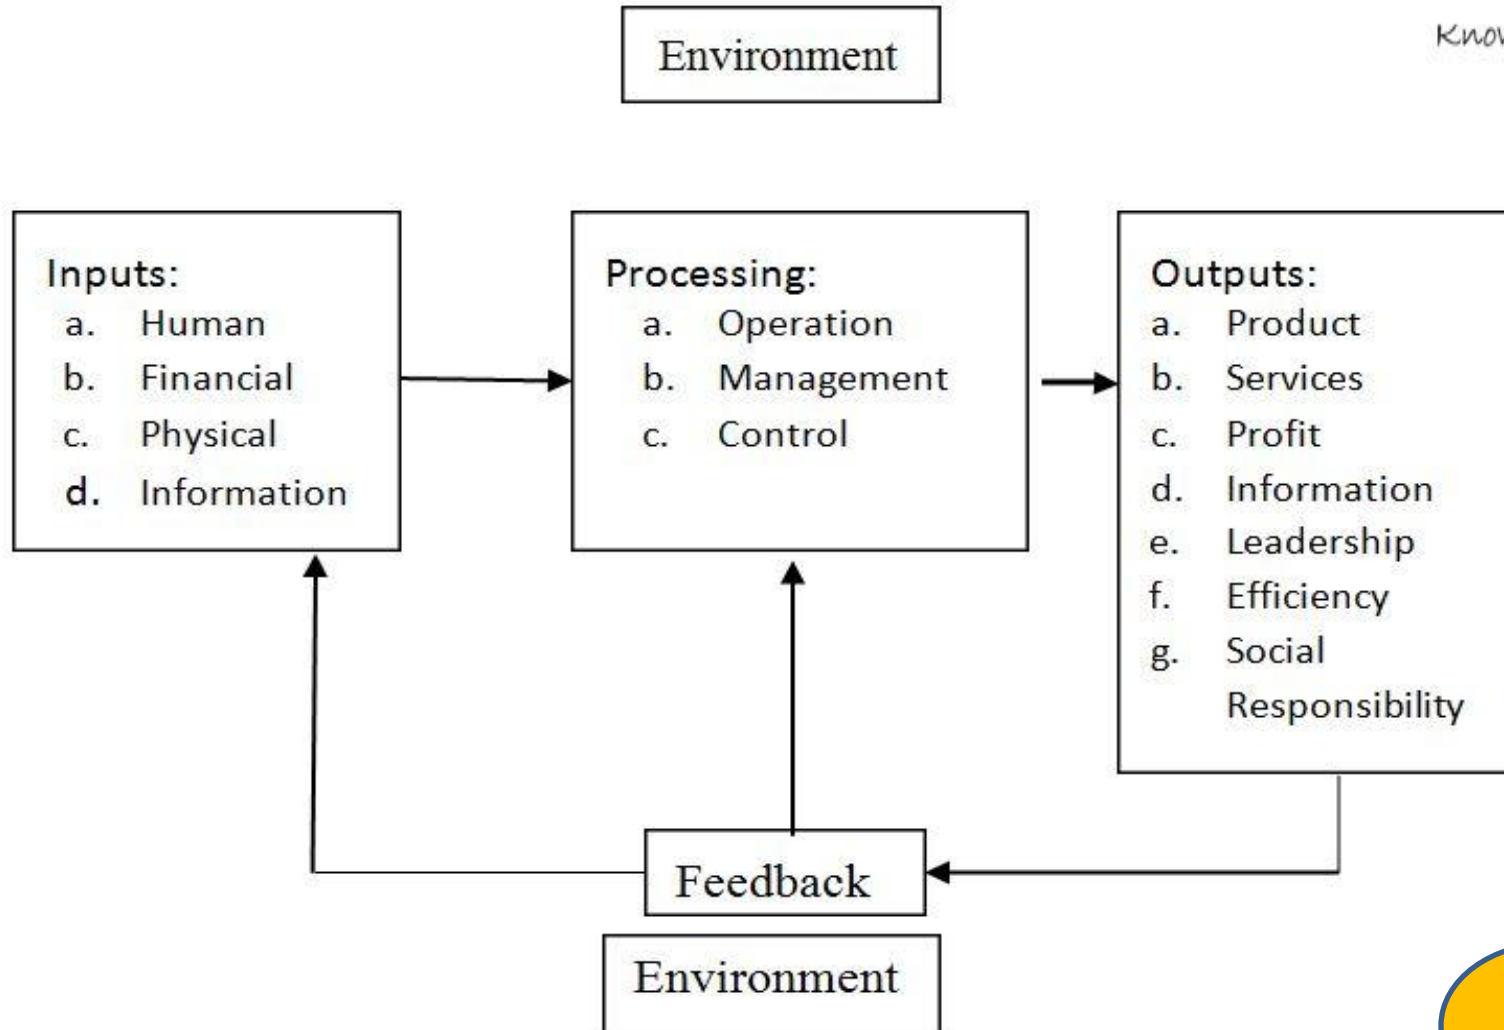 Environment
Inputs:
a. Human
b. Financial
c. Physical
d. Information
Processing:
a. Operation
b. Management
c. Control
Outputs:
a. Product
b. Services
c. Profit
d. Information
e. Leadership
f. Efficiency
g. Social
Responsibility
Feedback
Environment